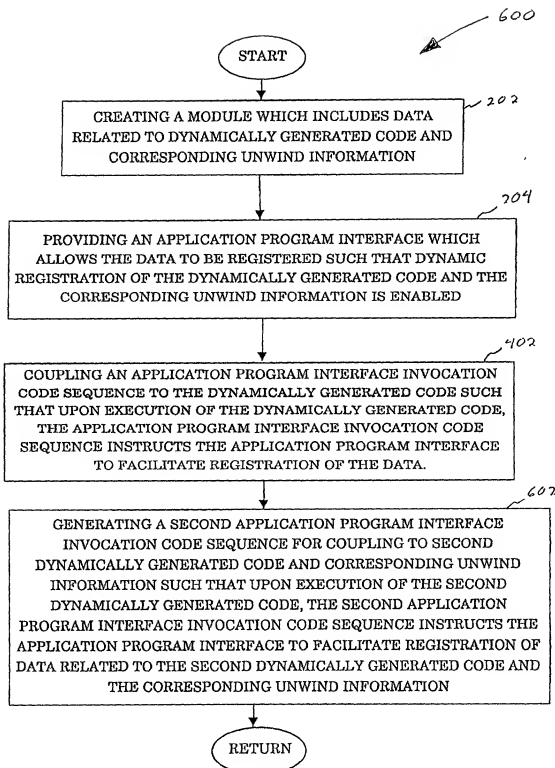 600
START
202
CREATING A MODULE WHICH INCLUDES DATA
RELATED TO DYNAMICALLY GENERATED CODE AND
CORRESPONDING UNWIND INFORMATION
204
PROVIDING AN APPLICATION PROGRAM INTERFACE WHICH
ALLOWS THE DATA TO BE REGISTERED SUCH THAT DYNAMIC
REGISTRATION OF THE DYNAMICALLY GENERATED CODE AND THE
CORRESPONDING UNWIND INFORMATION IS ENABLED
402
COUPLING AN APPLICATION PROGRAM INTERFACE INVOCATION
CODE SEQUENCE TO THE DYNAMICALLY GENERATED CODE SUCH
THAT UPON EXECUTION OF THE DYNAMICALLY GENERATED CODE,
THE APPLICATION PROGRAM INTERFACE INVOCATION CODE
SEQUENCE INSTRUCTS THE APPLICATION PROGRAM INTERFACE
TO FACILITATE REGISTRATION OF THE DATA.
602
GENERATING A SECOND APPLICATION PROGRAM INTERFACE
INVOCATION CODE SEQUENCE FOR COUPLING TO SECOND
DYNAMICALLY GENERATED CODE AND CORRESPONDING UNWIND
INFORMATION SUCH THAT UPON EXECUTION OF THE SECOND
DYNAMICALLY GENERATED CODE, THE SECOND APPLICATION
PROGRAM INTERFACE INVOCATION CODE SEQUENCE INSTRUCTS THE
APPLICATION PROGRAM INTERFACE TO FACILITATE REGISTRATION OF
DATA RELATED TO THE SECOND DYNAMICALLY GENERATED CODE AND
THE CORRESPONDING UNWIND INFORMATION
RETURN